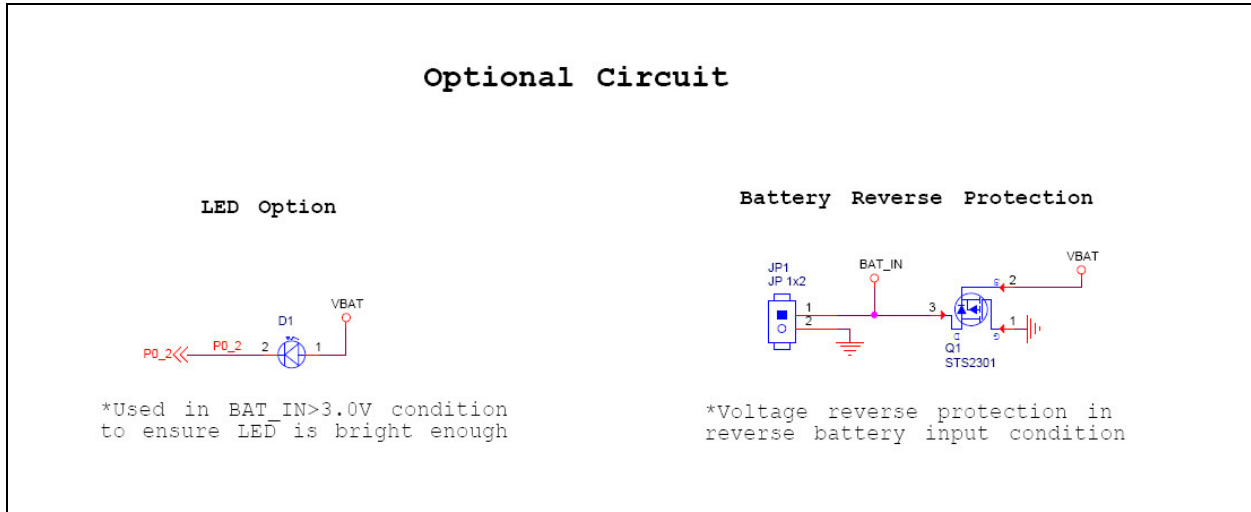 Optional Circuit
LED Option
VBAT
D1
P0_2
P0_2
2
1
*Used in BAT_IN>3.0V condition
to ensure LED is bright enough
Battery Reverse Protection
JP1
JP 1x2
BAT_IN
VBAT
1
2
3
S
2
D
G
1
Q1
STS2301
*Voltage reverse protection in
reverse battery input condition